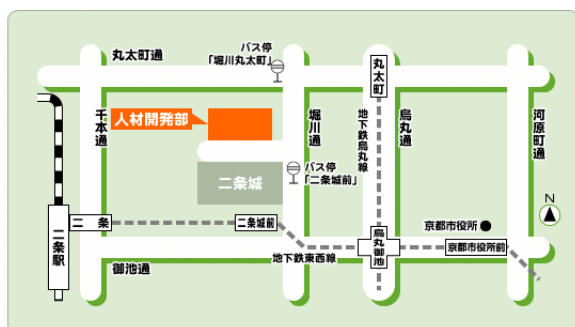 バス停
「堀川丸太町」
丸太町通
丸太町
千本通
人材開発部
堀川通
地下鉄烏丸線
烏丸通
河原町通
二条城
バス停
「二条城前」
N
二条
二条城前
京都市役所
烏丸御池
京都市役所前
二条駅
地下鉄東西線
御池通